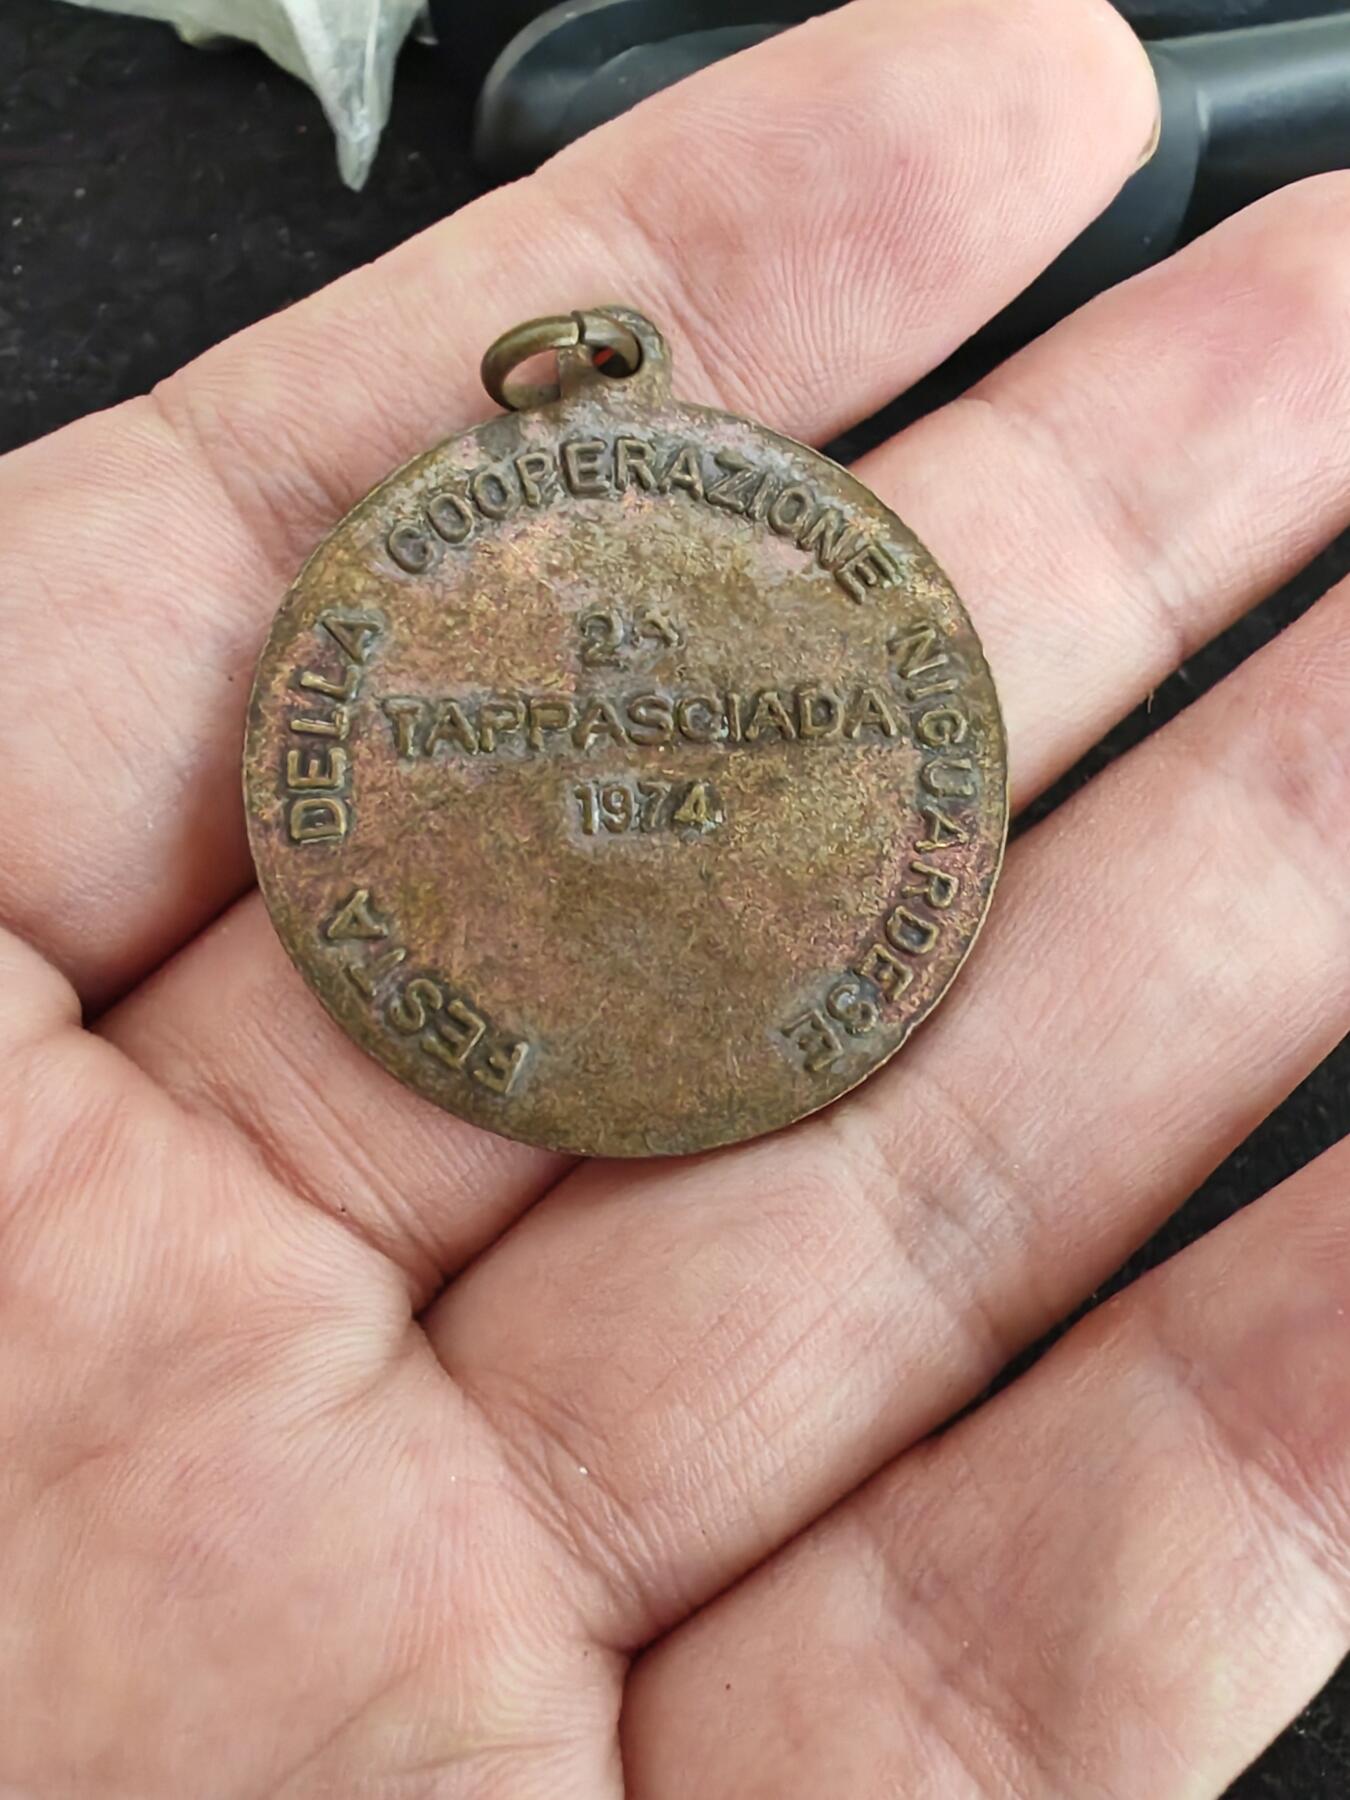 FESTA DELLA COOPERAZIONE NIGUARDESE
2ª
TAPPASCIADA
1974